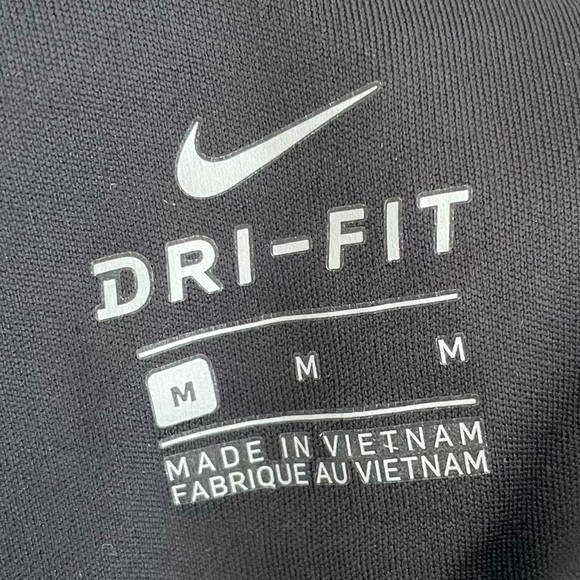 DRI-FIT
M M M
MADE IN VIETNAM
FABRIQUE AU VIETNAM